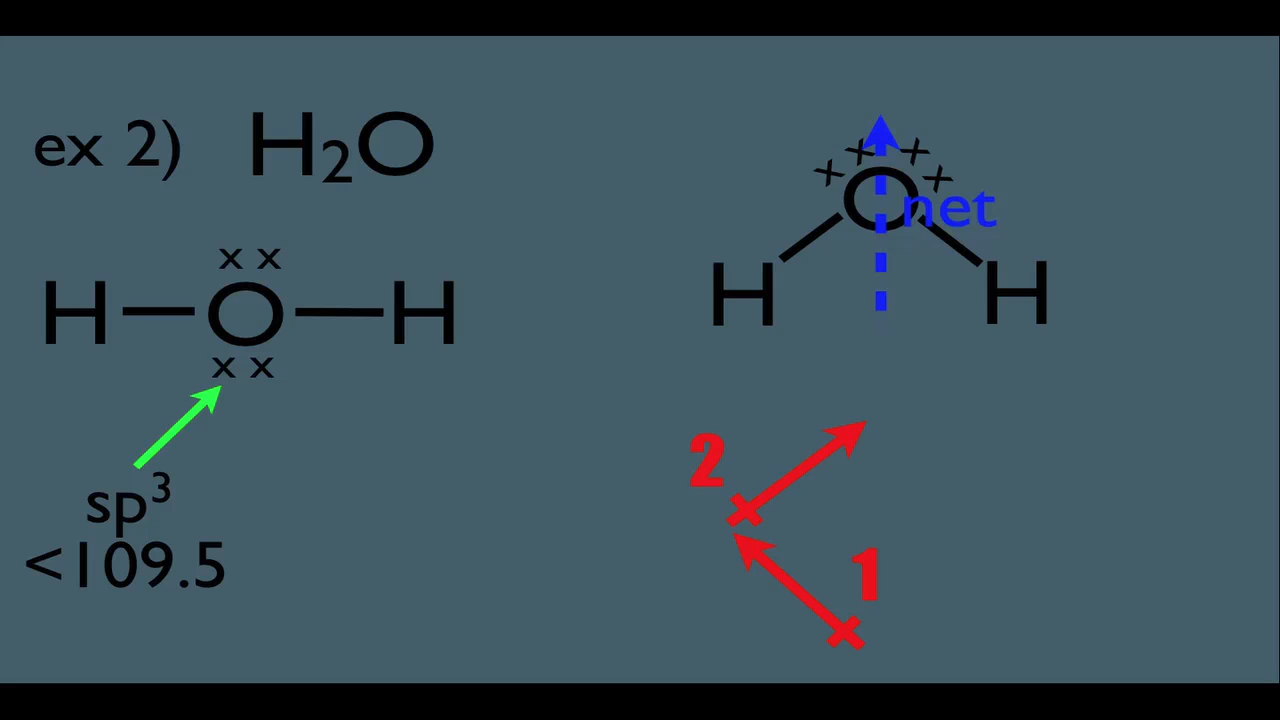 ex 2) H₂O
x x
H O H
x x
sp³
<109.5
x x x x
O net
H H
2
1